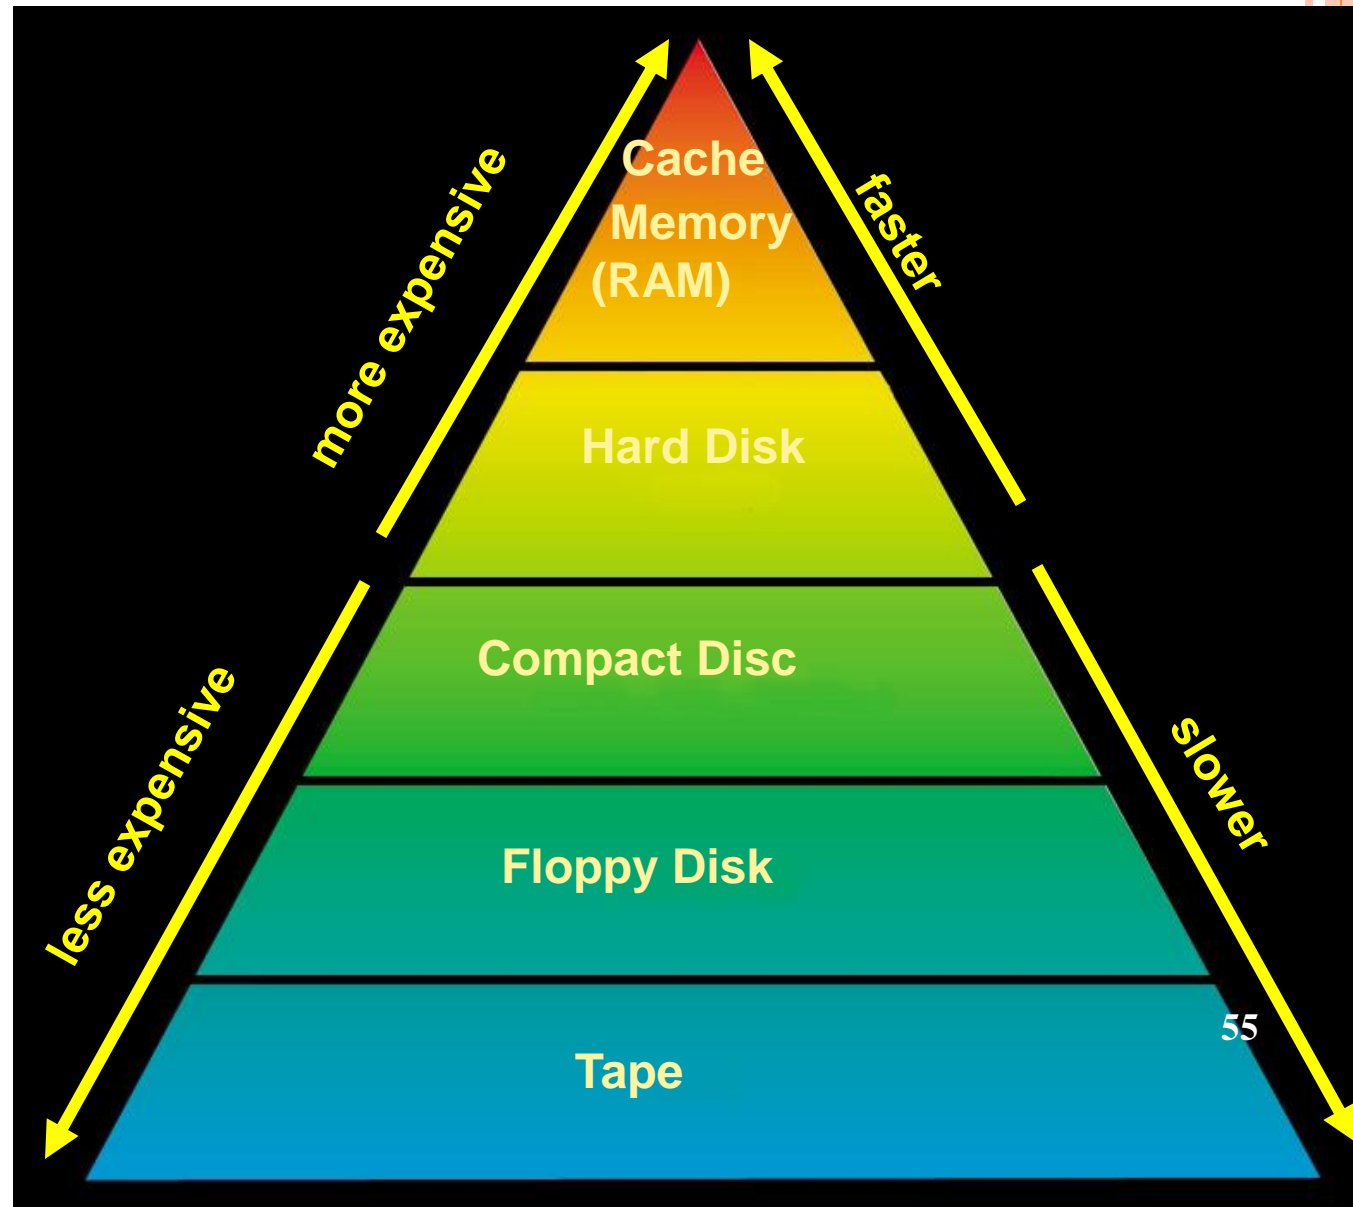 more expensive
faster
Cache
Memory
(RAM)
Hard Disk
Compact Disc
less expensive
slower
Floppy Disk
55
Tape